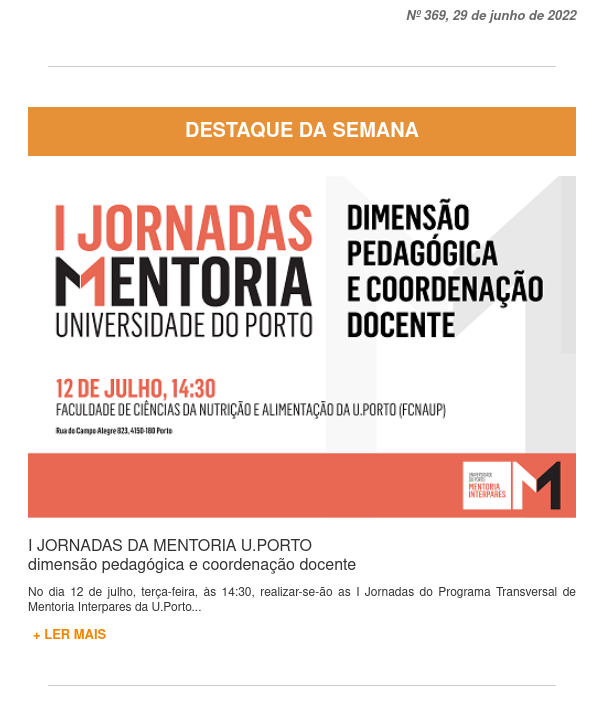 Nº 369, 29 de junho de 2022
DESTAQUE DA SEMANA
I JORNADAS
MENTORIA
UNIVERSIDADE DO PORTO
DIMENSÃO
PEDAGÓGICA
E COORDENAÇÃO
DOCENTE
12 DE JULHO, 14:30
FACULDADE DE CIÊNCIAS DA NUTRIÇÃO E ALIMENTAÇÃO DA U.PORTO (FCNAUP)
Rua do Campo Alegre 823, 4150-180 Porto
UNIVERSIDADE
DO PORTO
MENTORIA
INTERPARES
M
I JORNADAS DA MENTORIA U.PORTO
dimensão pedagógica e coordenação docente
No dia 12 de julho, terça-feira, às 14:30, realizar-se-ão as I Jornadas do Programa Transversal de
Mentoria Interpares da U.Porto...
+ LER MAIS